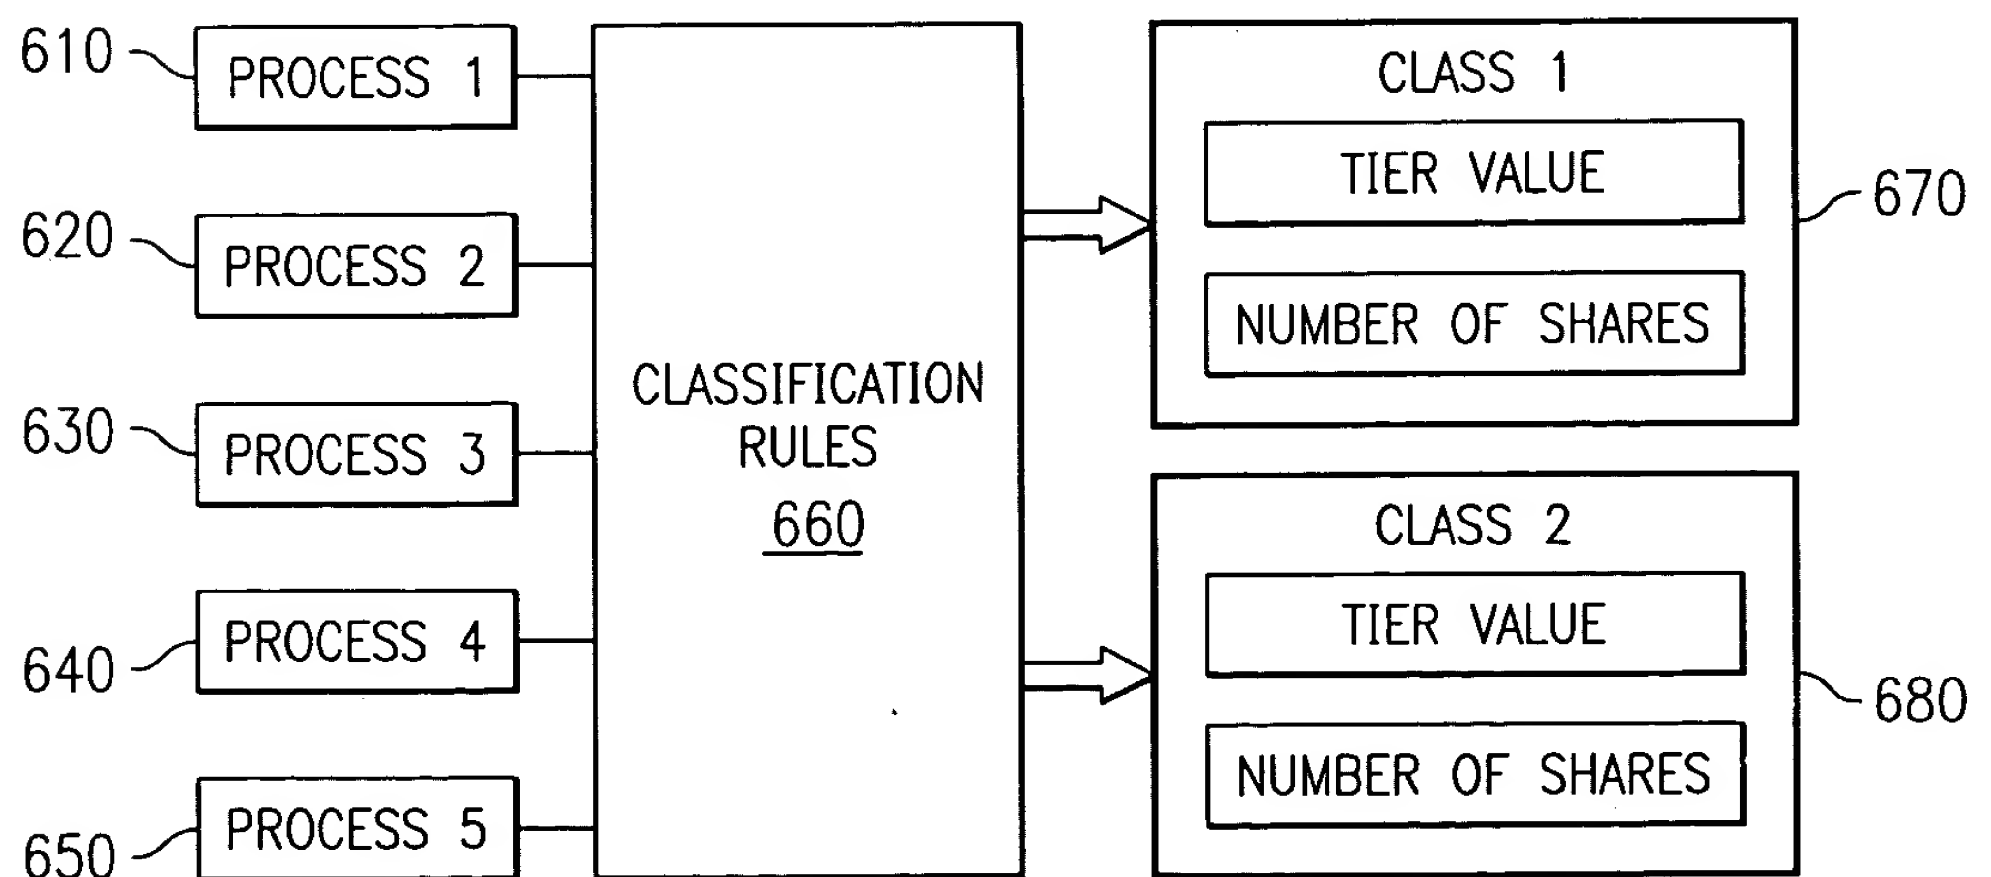 610
PROCESS 1
620
PROCESS 2
630
PROCESS 3
640
PROCESS 4
650
PROCESS 5
CLASSIFICATION
RULES
660
CLASS 1
TIER VALUE
NUMBER OF SHARES
670
CLASS 2
TIER VALUE
NUMBER OF SHARES
680